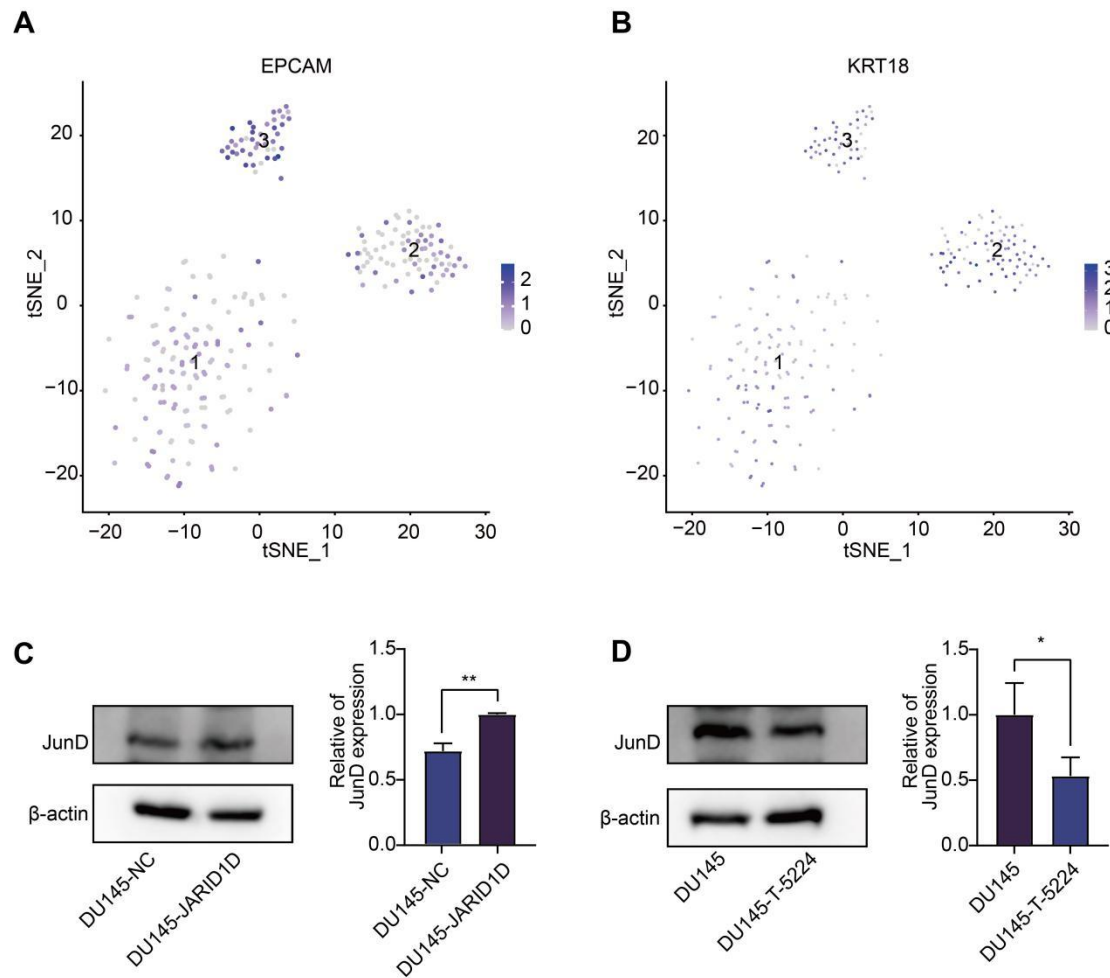 A
EPCAM
tSNE_2
20
10
0
−10
−20
3
2
1
2
1
0
−20
−10
0
10
20
30
tSNE_1
B
KRT18
tSNE_2
20
10
0
−10
−20
3
2
1
3
2
1
0
−20
−10
0
10
20
30
tSNE_1
C
JunD
β-actin
DU145-NC
DU145-JARID1D
Relative of
JunD expression
1.5
1.0
0.5
0.0
**
DU145-NC
DU145-JARID1D
D
JunD
β-actin
DU145
DU145-T-5224
Relative of
JunD expression
1.5
1.0
0.5
0.0
*
DU145
DU145-T-5224